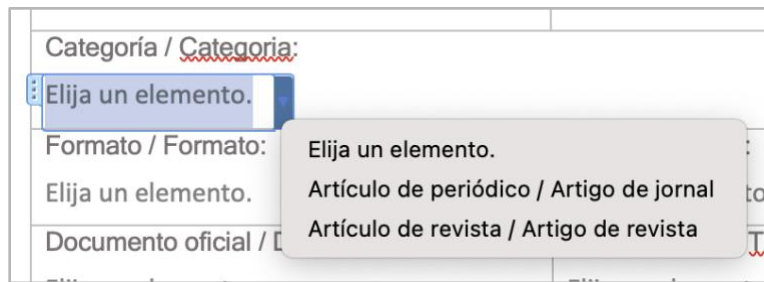 Categoría / Categoria:
Elija un elemento.
Formato / Formato:
Elija un elemento.
Documento oficial /
Elija un elemento.
Artículo de periódico / Artigo de jornal
Artículo de revista / Artigo de revista